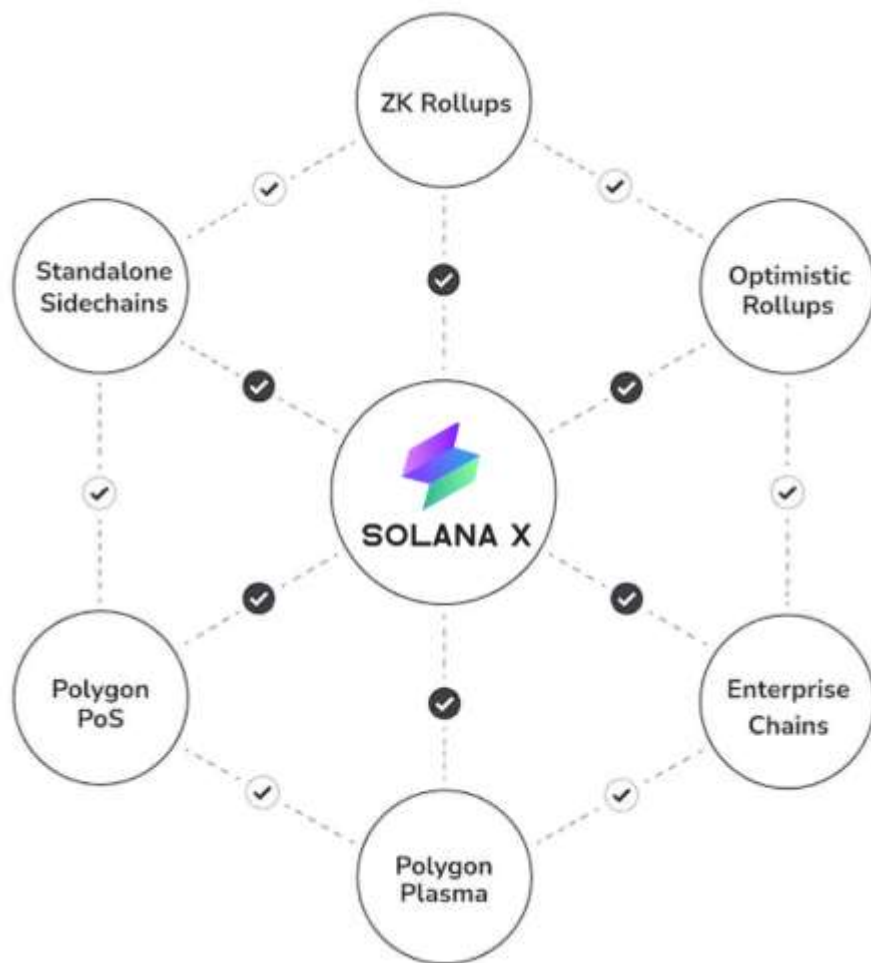 ZK Rollups
Standalone
Sidechains
Optimistic
Rollups
SOLANA X
Polygon
PoS
Enterprise
Chains
Polygon
Plasma